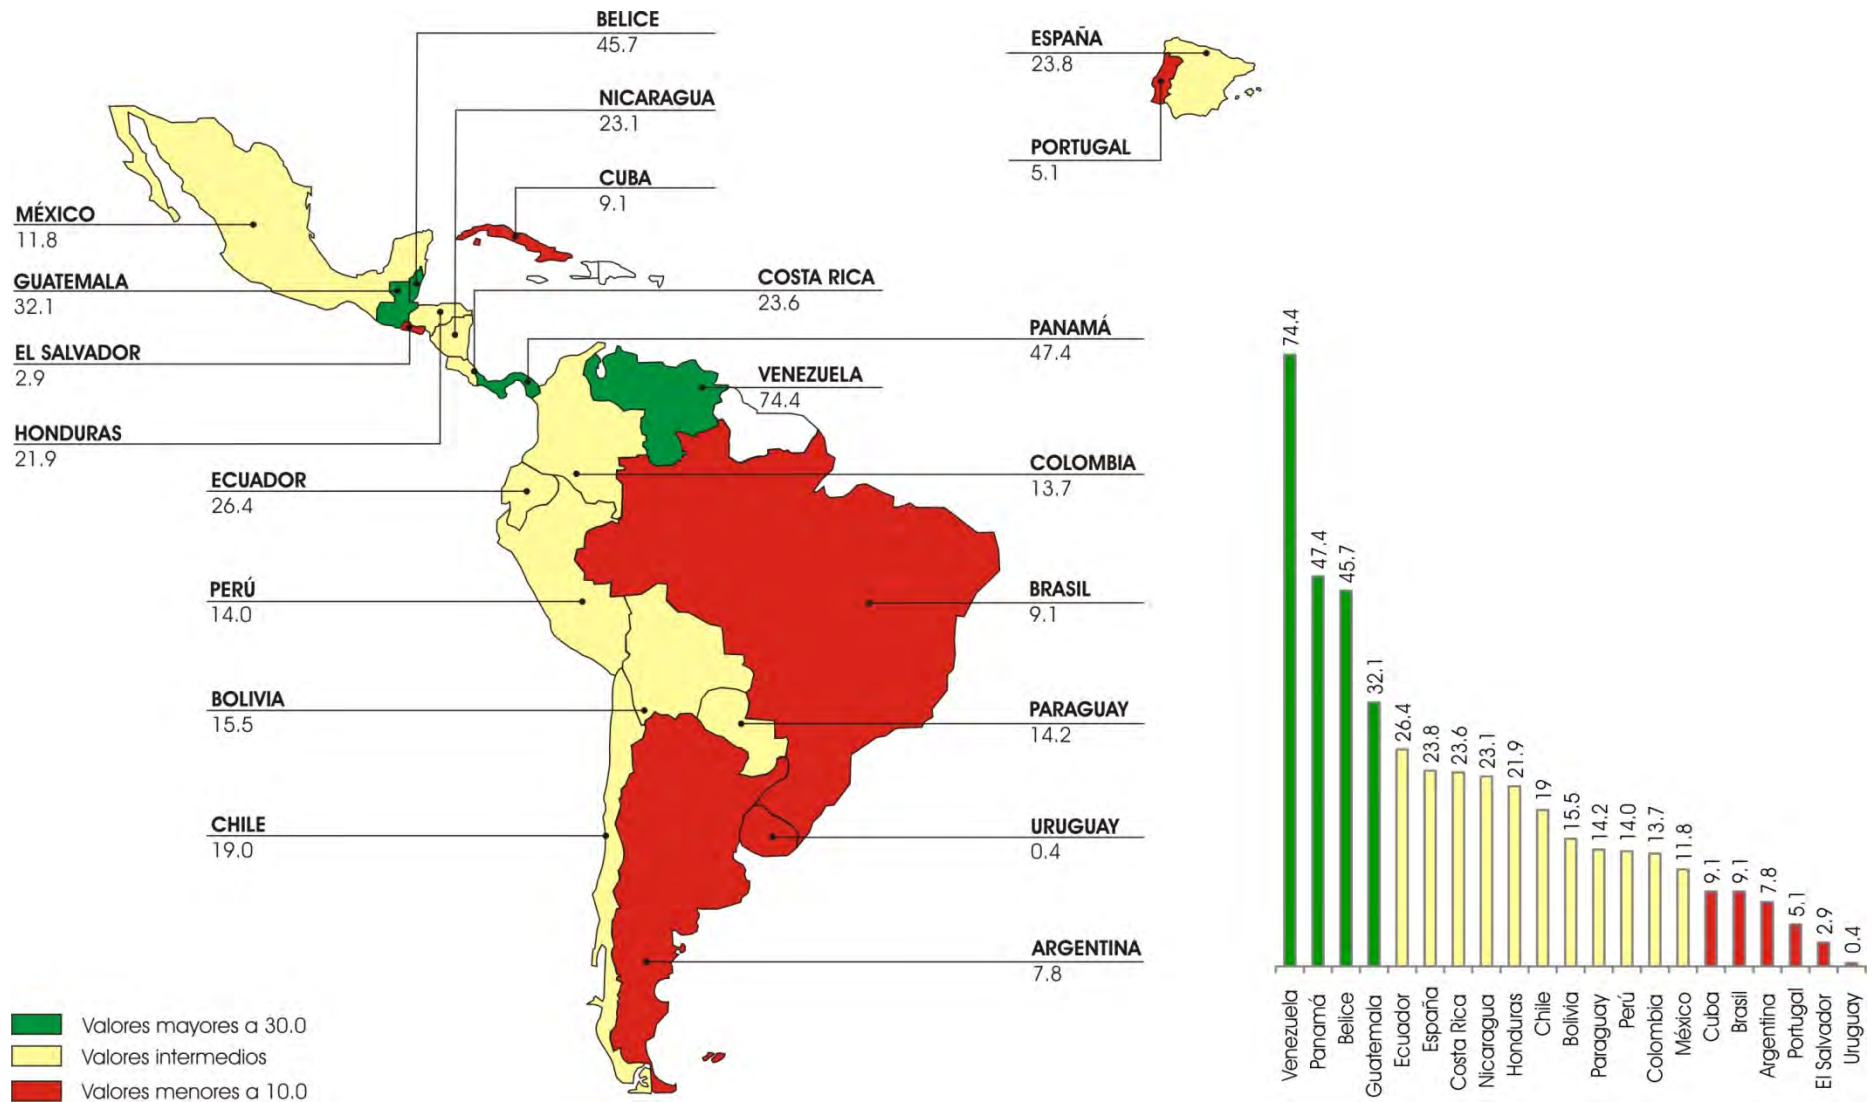 BELICE
45.7
NICARAGUA
23.1
CUBA
9.1
ESPAÑA
23.8
PORTUGAL
5.1
MÉXICO
11.8
GUATEMALA
32.1
EL SALVADOR
2.9
HONDURAS
21.9
COSTA RICA
23.6
PANAMÁ
47.4
VENEZUELA
74.4
COLOMBIA
13.7
ECUADOR
26.4
PERÚ
14.0
BRASIL
9.1
BOLIVIA
15.5
PARAGUAY
14.2
CHILE
19.0
URUGUAY
0.4
ARGENTINA
7.8
Valores mayores a 30.0
Valores intermedios
Valores menores a 10.0
74.4
47.4
45.7
32.1
26.4
23.8
23.6
23.1
21.9
19
15.5
14.2
14.0
13.7
11.8
9.1
9.1
7.8
5.1
2.9
0.4
Venezuela
Panamá
Belice
Guatemala
Ecuador
España
Costa Rica
Nicaragua
Honduras
Chile
Bolivia
Paraguay
Perú
Colombia
México
Cuba
Brasil
Argentina
Portugal
El Salvador
Uruguay